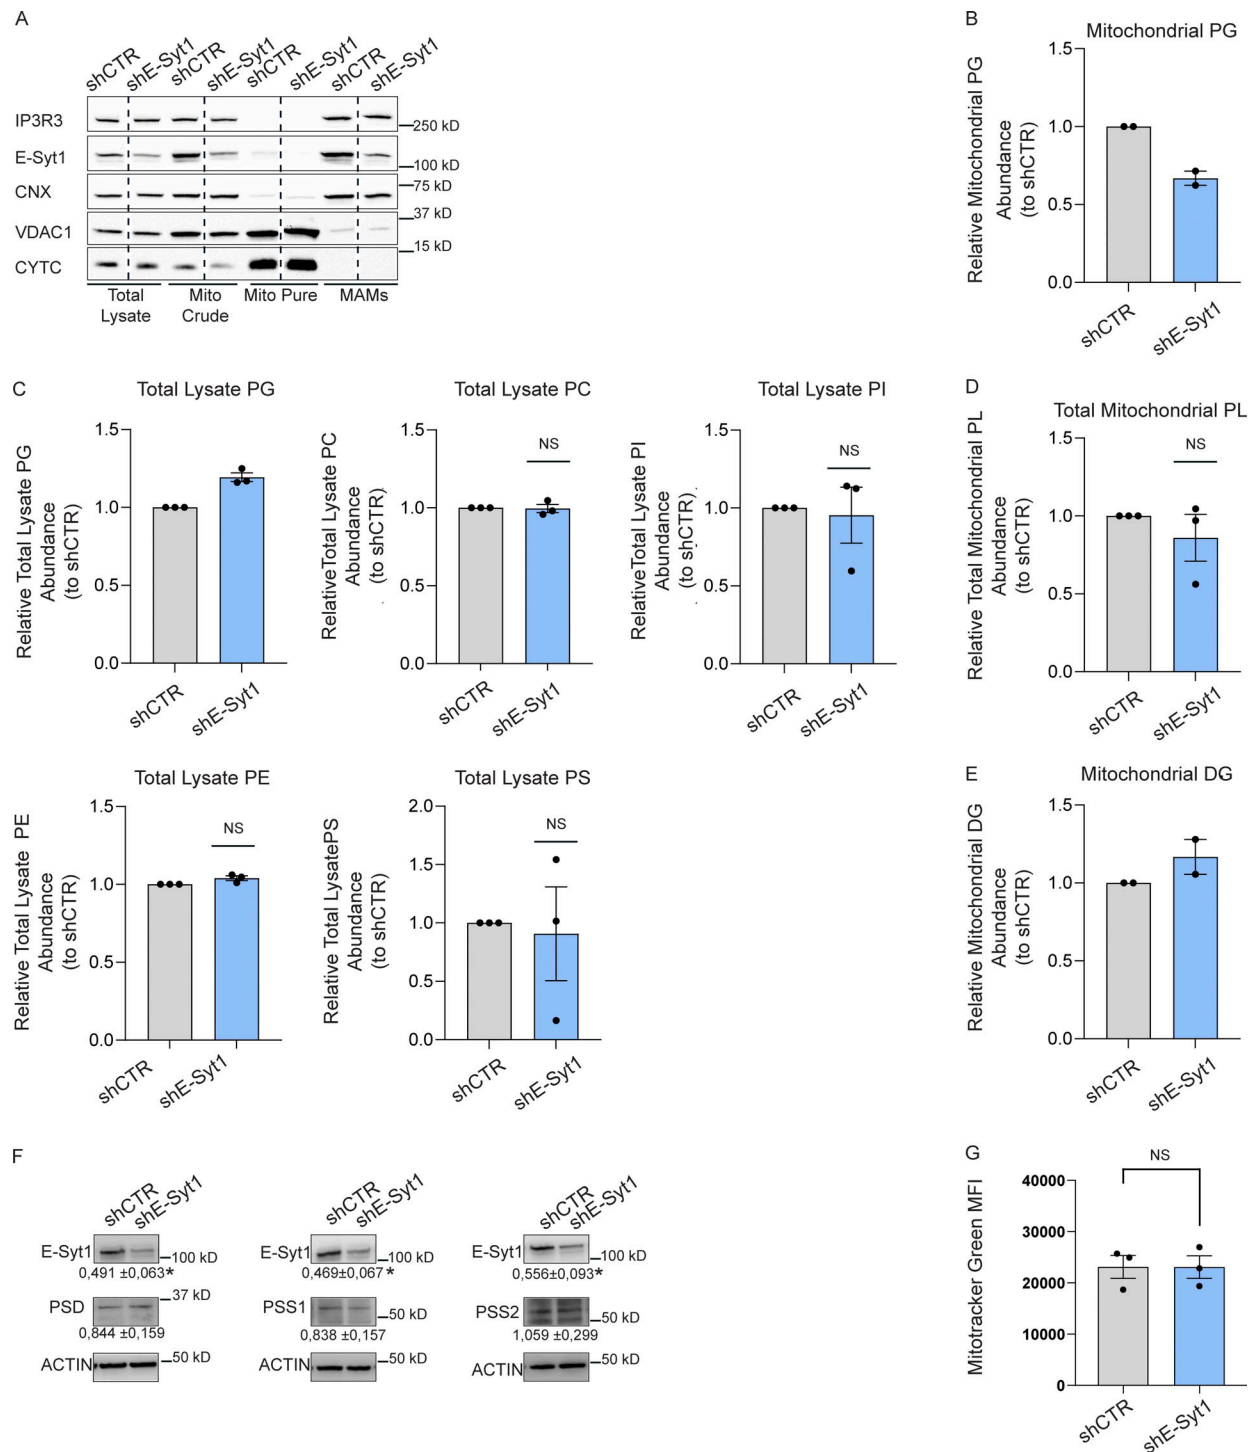 A
shCTR
shE-Syt1
shCTR
shE-Syt1
shCTR
shE-Syt1
shCTR
shE-Syt1
IP3R3
250 kD
E-Syt1
100 kD
CNX
75 kD
37 kD
VDAC1
15 kD
CYTC
Total
Lysate
Mito
Crude
Mito Pure
MAMs
B
Mitochondrial PG
Relative Mitochondrial PG
Abundance
(to shCTR)
1.5
1.0
0.5
0.0
shCTR
shE-Syt1
C
Total Lysate PG
Relative Total Lysate PG
Abundance
(to shCTR)
1.5
1.0
0.5
0.0
shCTR
shE-Syt1
Total Lysate PC
RelativeTotal Lysate PC
Abundance
(to shCTR)
1.5
1.0
0.5
0.0
NS
shCTR
shE-Syt1
Total Lysate PI
RelativeTotal Lysate PI
Abundance
(to shCTR)
1.5
1.0
0.5
0.0
NS
shCTR
shE-Syt1
D
Total Mitochondrial PL
Relative Total Mitochondrial PL
Abundance
(to shCTR)
1.5
1.0
0.5
0.0
NS
shCTR
shE-Syt1
Total Lysate PE
Relative Total Lysate PE
Abundance
(to shCTR)
1.5
1.0
0.5
0.0
NS
shCTR
shE-Syt1
Total Lysate PS
Relative Total LysatePS
Abundance
(to shCTR)
2.0
1.5
1.0
0.5
0.0
NS
shCTR
shE-Syt1
E
Mitochondrial DG
Relative Mitochondrial DG
Abundance
(to shCTR)
1.5
1.0
0.5
0.0
shCTR
shE-Syt1
F
shCTR
shE-Syt1
E-Syt1
100 kD
0,491 ±0,063*
37 kD
PSD
0,844 ±0,159
50 kD
ACTIN
shCTR
shE-Syt1
E-Syt1
100 kD
0,469±0,067 *
PSS1
50 kD
0,838 ±0,157
50 kD
ACTIN
shCTR
shE-Syt1
E-Syt1
100 kD
0,556±0,093*
PSS2
50 kD
1,059 ±0,299
50 kD
ACTIN
G
Mitotracker Green MFI
40000
30000
20000
10000
0
NS
shCTR
shE-Syt1